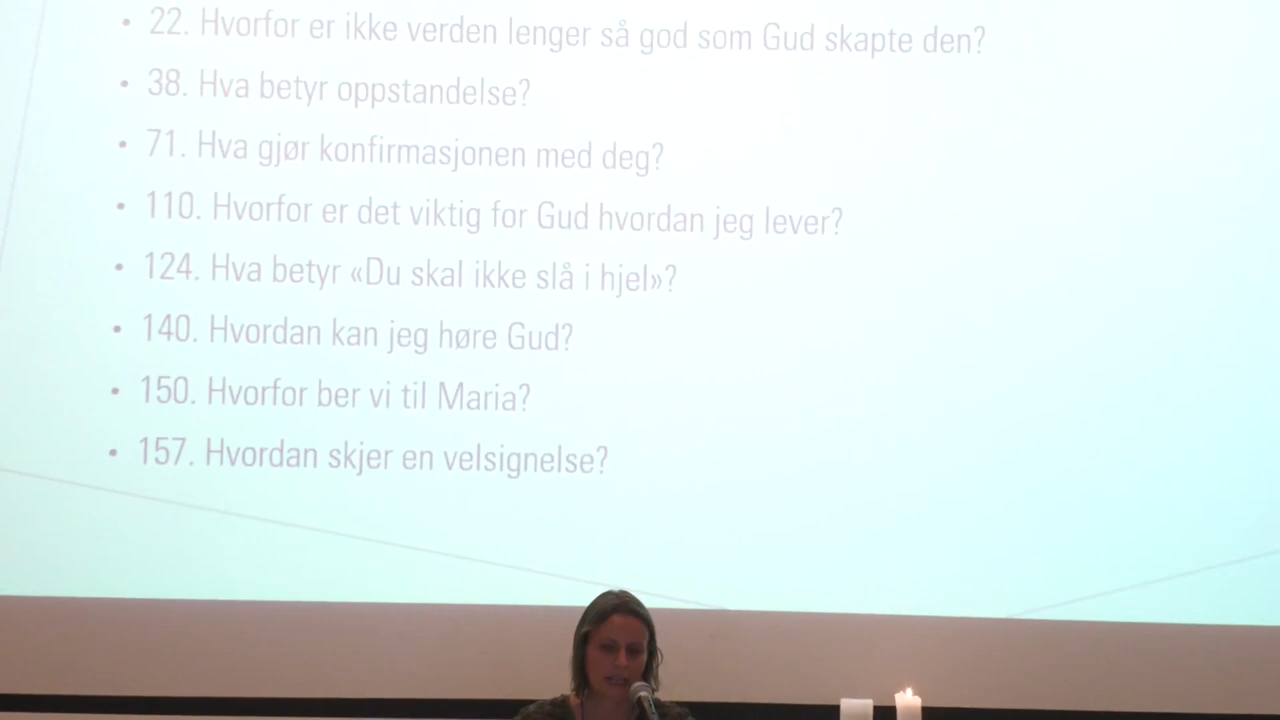 • 22. Hvorfor er ikke verden lenger så god som Gud skapte den?
• 38. Hva betyr oppstandelse?
• 71. Hva gjør konfirmasjonen med deg?
• 110. Hvorfor er det viktig for Gud hvordan jeg lever?
• 124. Hva betyr «Du skal ikke slå i hjel»?
• 140. Hvordan kan jeg høre Gud?
• 150. Hvorfor ber vi til Maria?
• 157. Hvordan skjer en velsignelse?